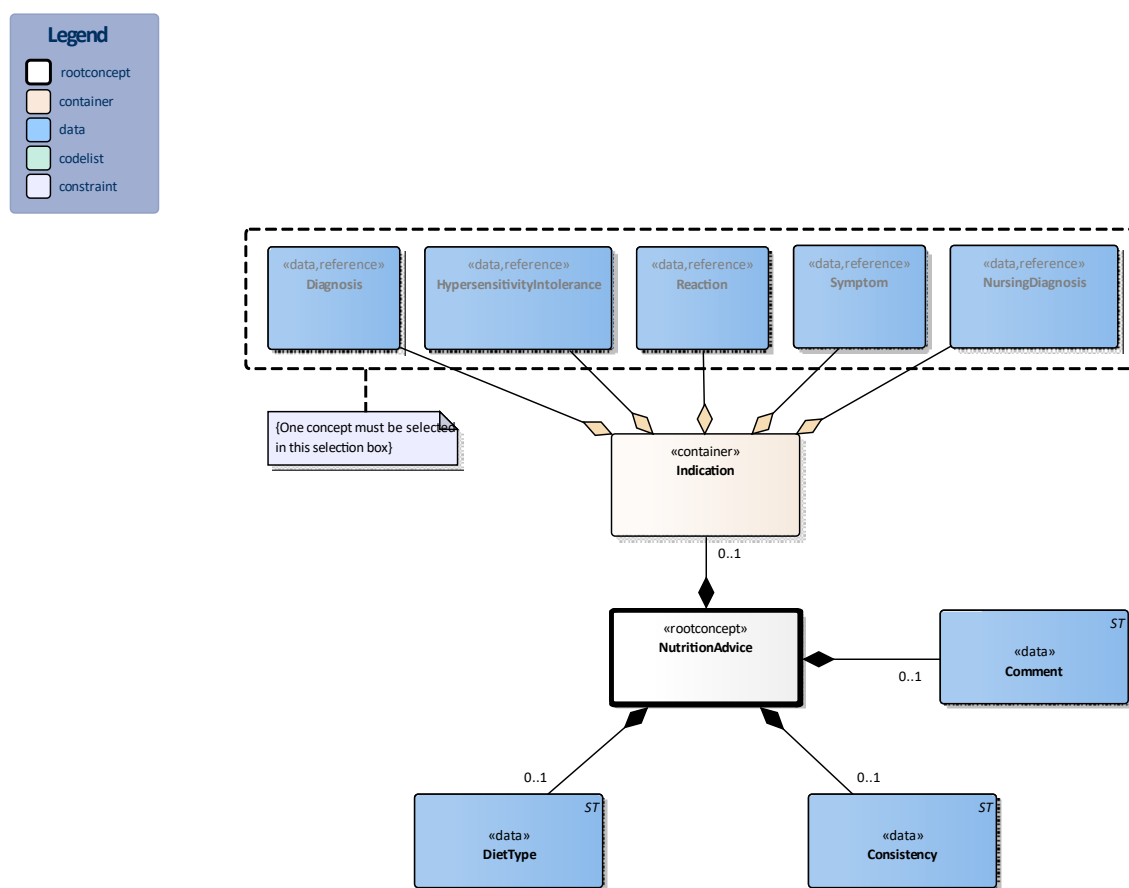 Legend
rootconcept
container
data
codelist
constraint
«data,reference»
Diagnosis
«data,reference»
HypersensitivityIntolerance
«data,reference»
Reaction
«data,reference»
Symptom
«data,reference»
NursingDiagnosis
{One concept must be selected
in this selection box}
«container»
Indication
0..1
«rootconcept»
NutritionAdvice
ST
«data»
Comment
0..1
0..1
0..1
ST
«data»
DietType
ST
«data»
Consistency